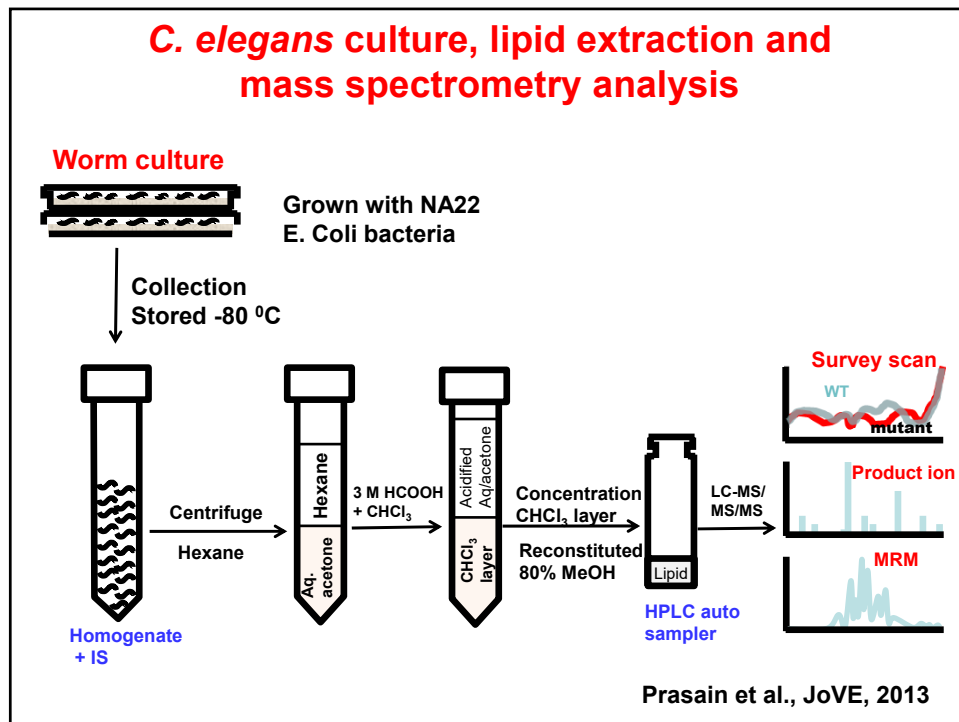 C. elegans culture, lipid extraction and
mass spectrometry analysis
Worm culture
Grown with NA22
E. Coli bacteria
Collection
Stored -80 ⁰C
Homogenate
+ IS
Centrifuge
Hexane
Hexane
Aq.
acetone
3 M HCOOH
+ CHCl₃
Acidified
Aq/acetone
CHCl₃
layer
Concentration
CHCl₃ layer
Reconstituted
80% MeOH
Lipid
HPLC auto
sampler
LC-MS/
MS/MS
Survey scan
WT
mutant
Product ion
MRM
Prasain et al., JoVE, 2013